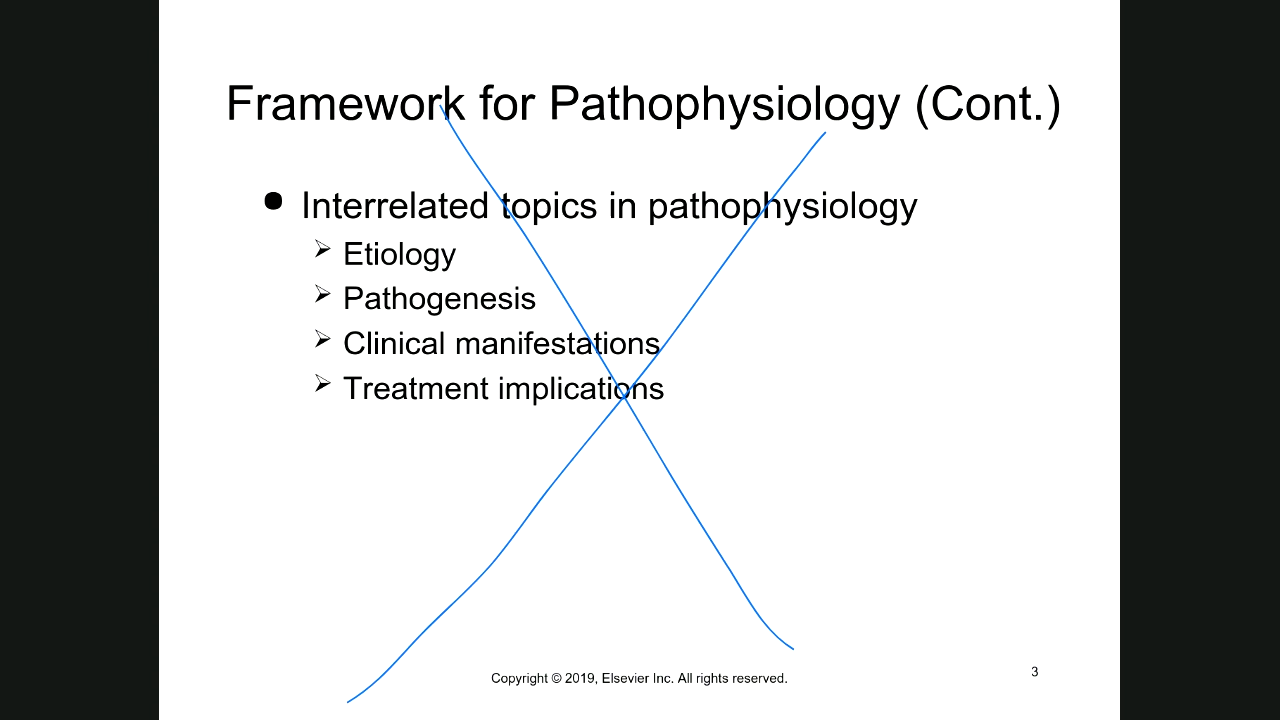 Framework for Pathophysiology (Cont.)
● Interrelated topics in pathophysiology
➢ Etiology
➢ Pathogenesis
➢ Clinical manifestations
➢ Treatment implications
Copyright © 2019, Elsevier Inc. All rights reserved.
3